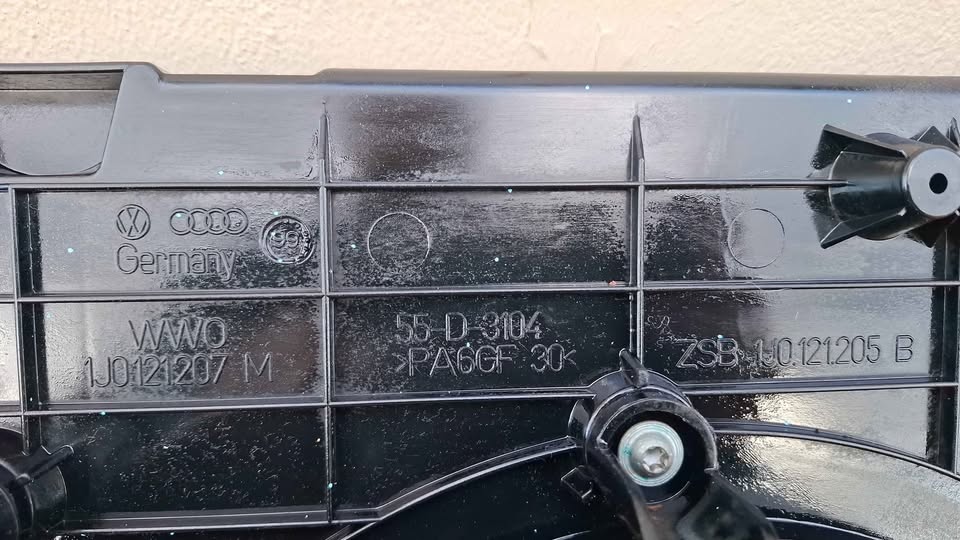 Germany
99
WWO
1J0121207 M
55-D-3104
>PA6GF 30<
ZSB 1J0.121.205 B